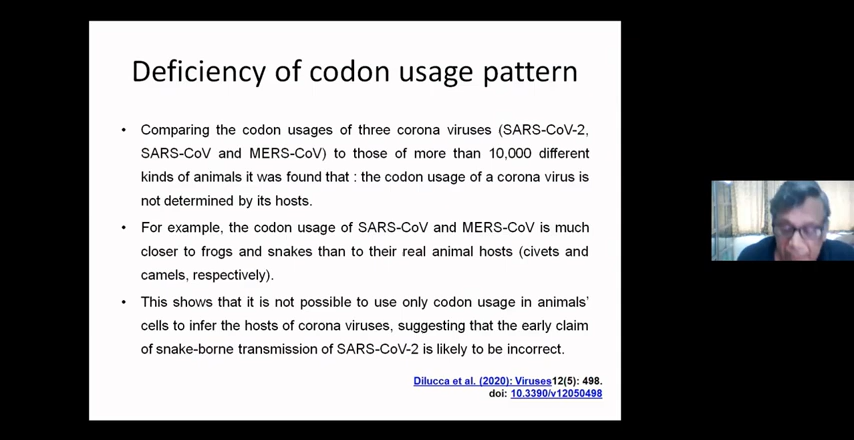 Deficiency of codon usage pattern
• Comparing the codon usages of three corona viruses (SARS-CoV-2,
SARS-CoV and MERS-CoV) to those of more than 10,000 different
kinds of animals it was found that : the codon usage of a corona virus is
not determined by its hosts.
• For example, the codon usage of SARS-CoV and MERS-CoV is much
closer to frogs and snakes than to their real animal hosts (civets and
camels, respectively).
• This shows that it is not possible to use only codon usage in animals’
cells to infer the hosts of corona viruses, suggesting that the early claim
of snake-borne transmission of SARS-CoV-2 is likely to be incorrect.
Dilucca et al. (2020): Viruses12(5): 498.
doi: 10.3390/v12050498